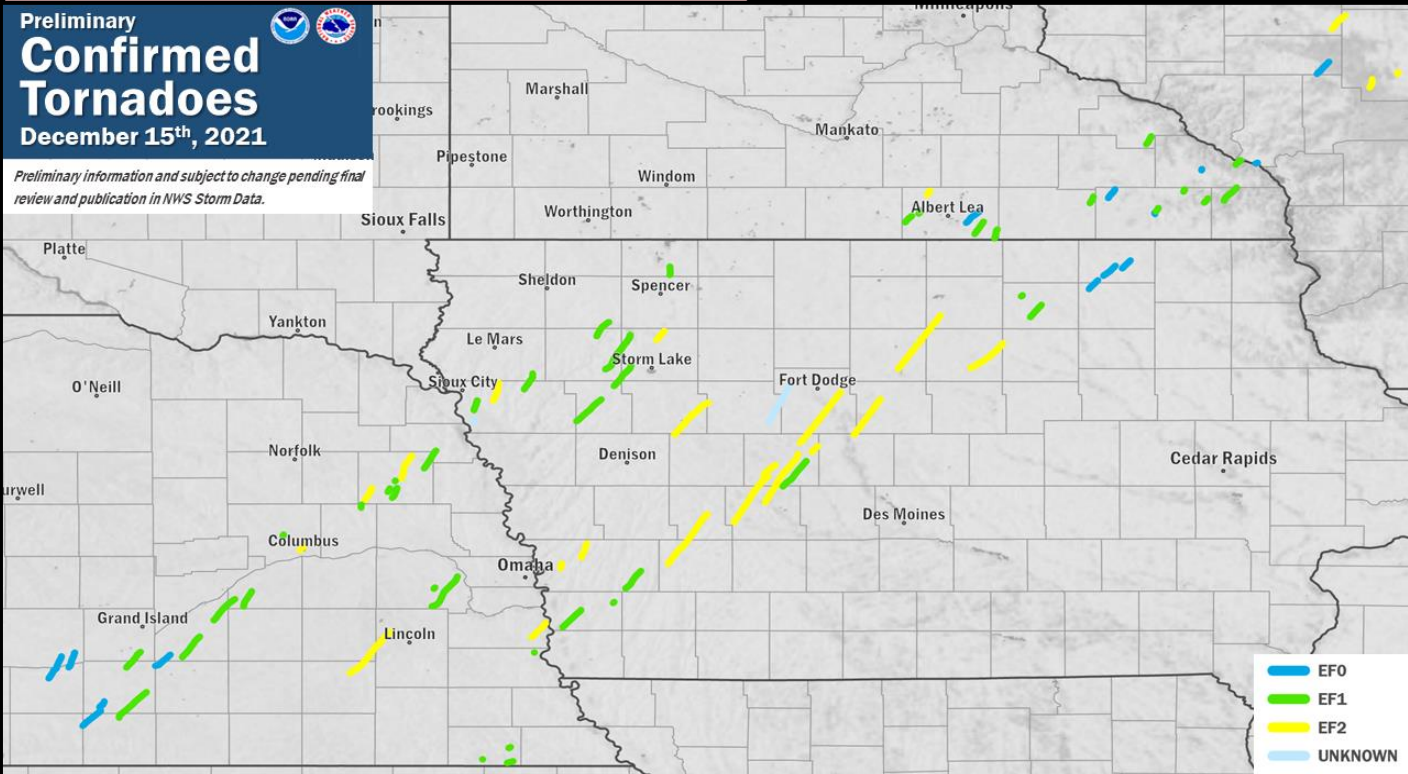 Preliminary
Confirmed
Tornadoes
December 15th, 2021
Preliminary information and subject to change pending final
review and publication in NWS Storm Data.
Minneapolis
Marshall
rookings
Mankato
Pipestone
Windom
Worthington
Albert Lea
Sioux Falls
Platte
Sheldon
Spencer
Yankton
Le Mars
Storm Lake
O'Neill
Sioux City
Fort Dodge
Norfolk
Denison
Cedar Rapids
urwell
Des Moines
Columbus
Omaha
Grand Island
Lincoln
EF0
EF1
EF2
UNKNOWN